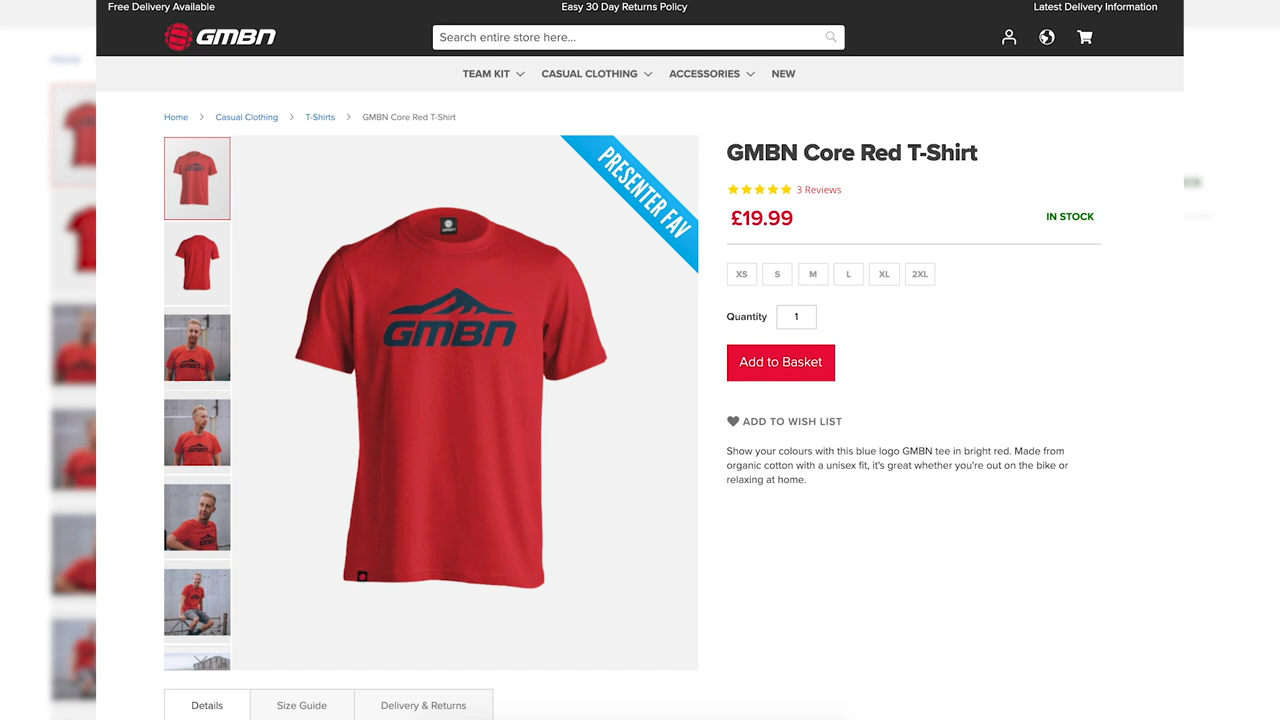 Free Delivery Available
Easy 30 Day Returns Policy
Latest Delivery Information
GMBN
Search entire store here...
TEAM KIT
CASUAL CLOTHING
ACCESSORIES
NEW
Home > Casual Clothing > T-Shirts > GMBN Core Red T-Shirt
PRESENTER FAV
GMBN
GMBN Core Red T-Shirt
3 Reviews
£19.99
IN STOCK
XS S M L XL 2XL
Quantity 1
Add to Basket
ADD TO WISH LIST
Show your colours with this blue logo GMBN tee in bright red. Made from
organic cotton with a unisex fit, it's great whether you're out on the bike or
relaxing at home.
Details
Size Guide
Delivery & Returns